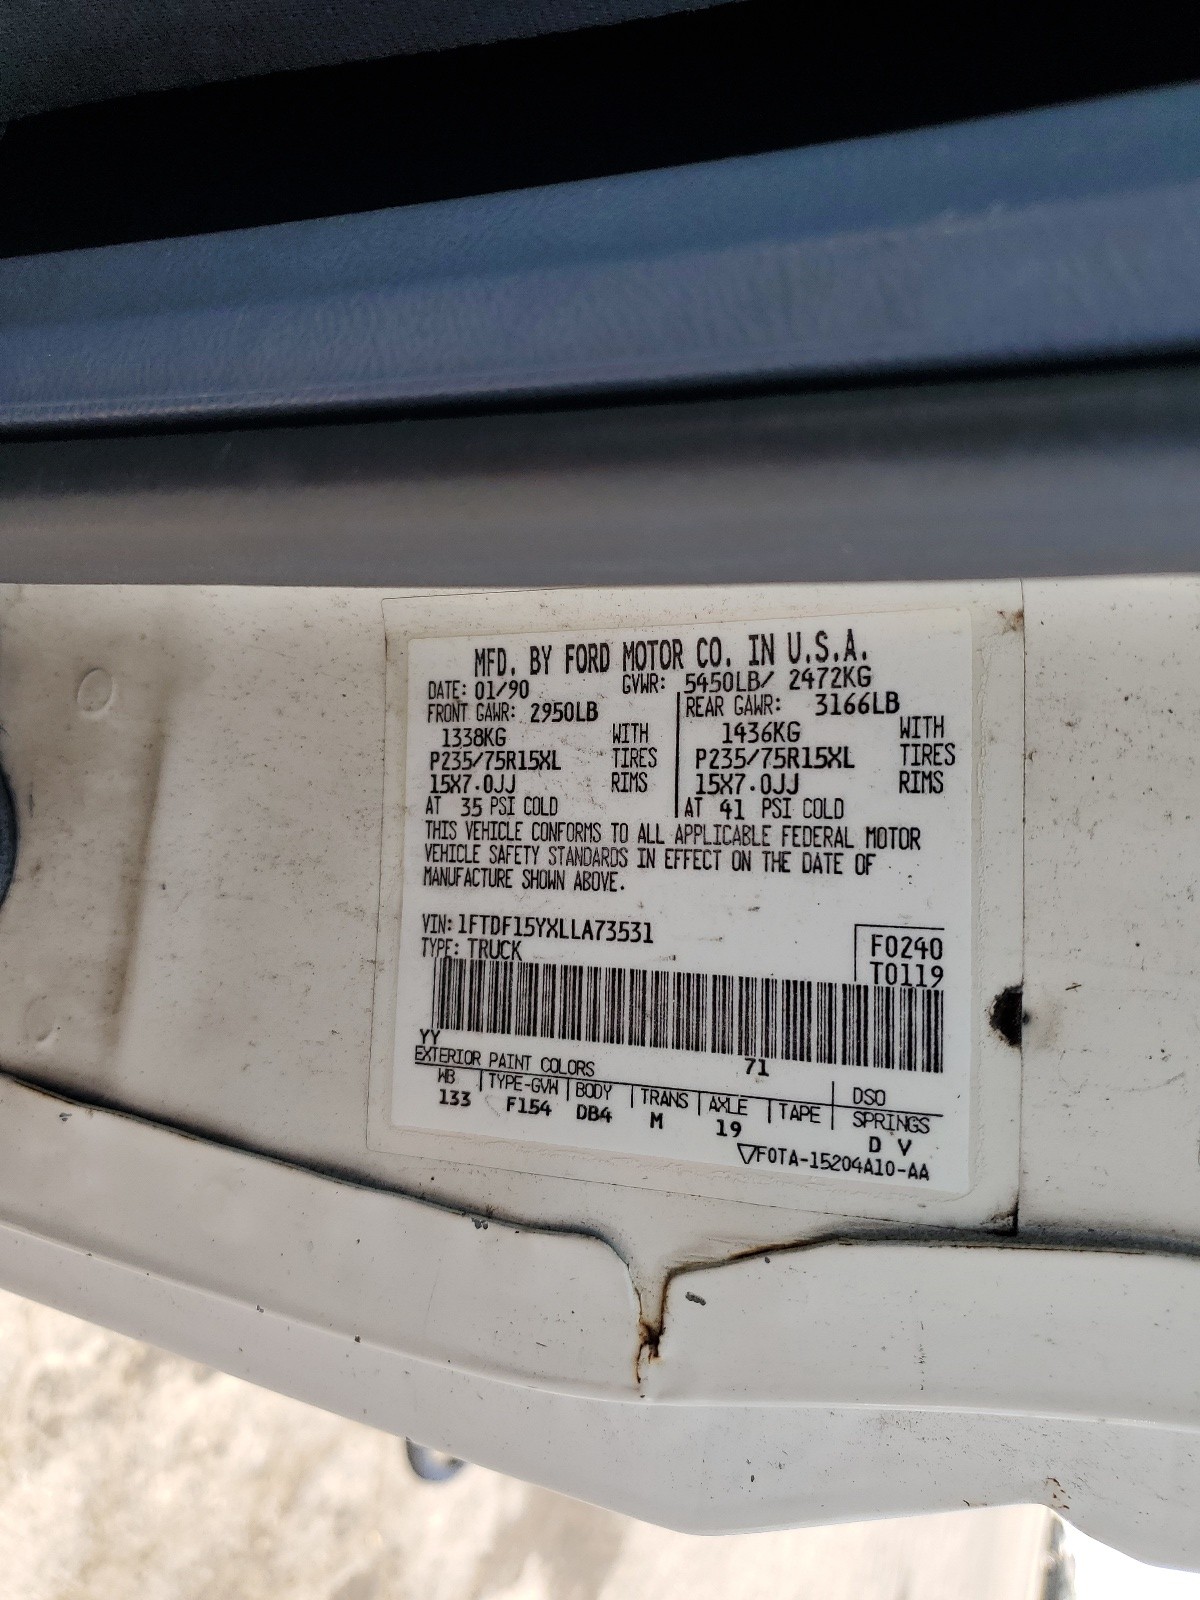 MFD. BY FORD MOTOR CO. IN U.S.A.
DATE: 01/90 GVWR: 5450LB/ 2472KG
FRONT GAWR: 2950LB REAR GAWR: 3166LB
1338KG WITH 1436KG WITH
P235/75R15XL TIRES P235/75R15XL TIRES
15X7.0JJ RIMS 15X7.0JJ RIMS
AT 35 PSI COLD AT 41 PSI COLD
THIS VEHICLE CONFORMS TO ALL APPLICABLE FEDERAL MOTOR
VEHICLE SAFETY STANDARDS IN EFFECT ON THE DATE OF
MANUFACTURE SHOWN ABOVE.
VIN: 1FTDF15YXLLA73531 F0240
TYPE: TRUCK T0119
YY 71
EXTERIOR PAINT COLORS DSO
WB TYPE-GVW BODY TRANS AXLE TAPE SPRINGS
133 F154 DB4 M 19 D V
▽F0TA-15204A10-AA